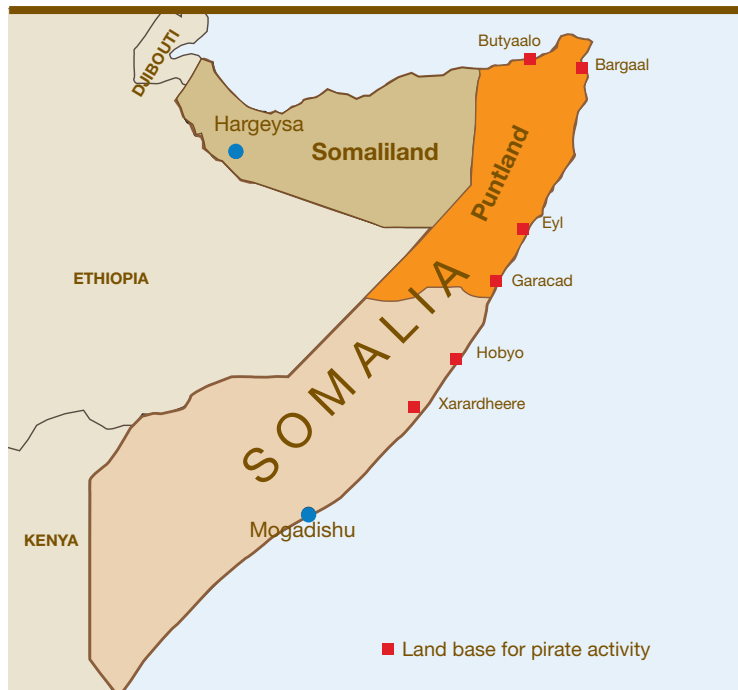 Butyaalo
Bargaal
DJIBOUTI
Hargeysa
Somaliland
Puntland
Eyl
ETHIOPIA
Garacad
SOMALIA
Hobyo
Xarardheere
Mogadishu
KENYA
Land base for pirate activity